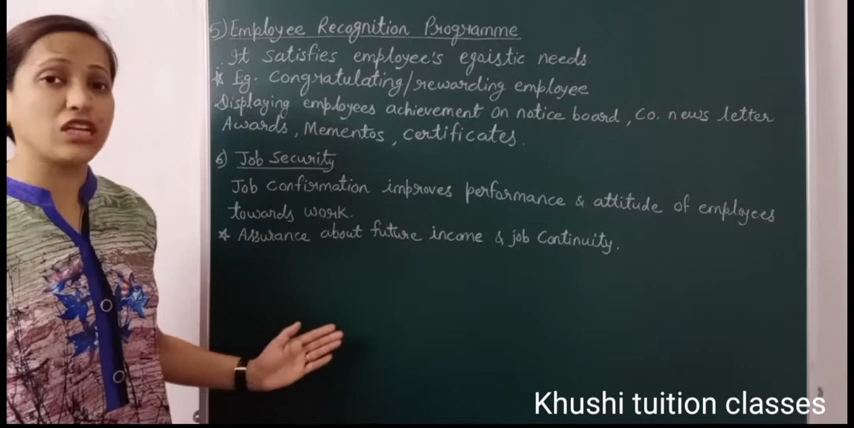 5) Employee Recognition Programme
It satisfies employee's egoistic needs.
* Eg. Congratulating/rewarding employee
Displaying employees achievement on notice board, Co. news letter
Awards, Mementos, Certificates.
6) Job Security
Job confirmation improves performance & attitude of employees
towards work.
* Assurance about future income & job Continuity.
Khushi tuition classes